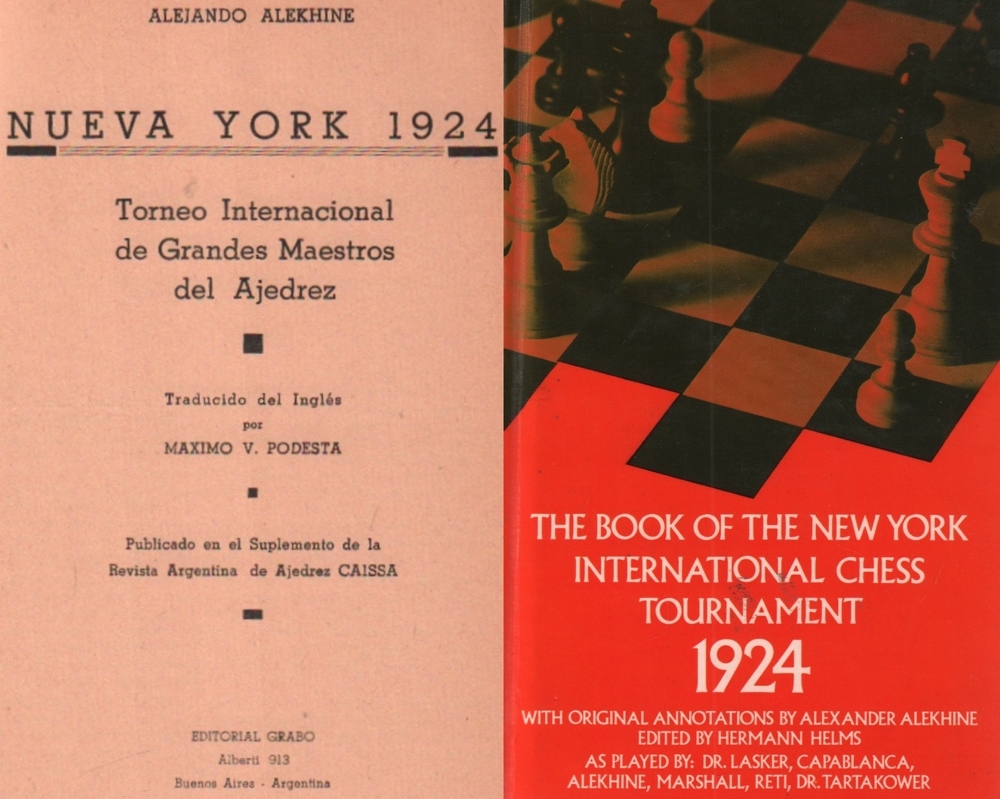 ALEJANDO ALEKHINE
NUEVA YORK 1924
Torneo Internacional
de Grandes Maestros
del Ajedrez
Traducido del Inglés
por
MAXIMO V. PODESTA
Publicado en el Suplemento de la
Revista Argentina de Ajedrez CAISSA
EDITORIAL GRABO
Alberti 913
Buenos Aires - Argentina
THE BOOK OF THE NEW YORK
INTERNATIONAL CHESS
TOURNAMENT
1924
WITH ORIGINAL ANNOTATIONS BY ALEXANDER ALEKHINE
EDITED BY HERMANN HELMS
AS PLAYED BY: DR. LASKER, CAPABLANCA,
ALEKHINE, MARSHALL, RETI, DR. TARTAKOWER